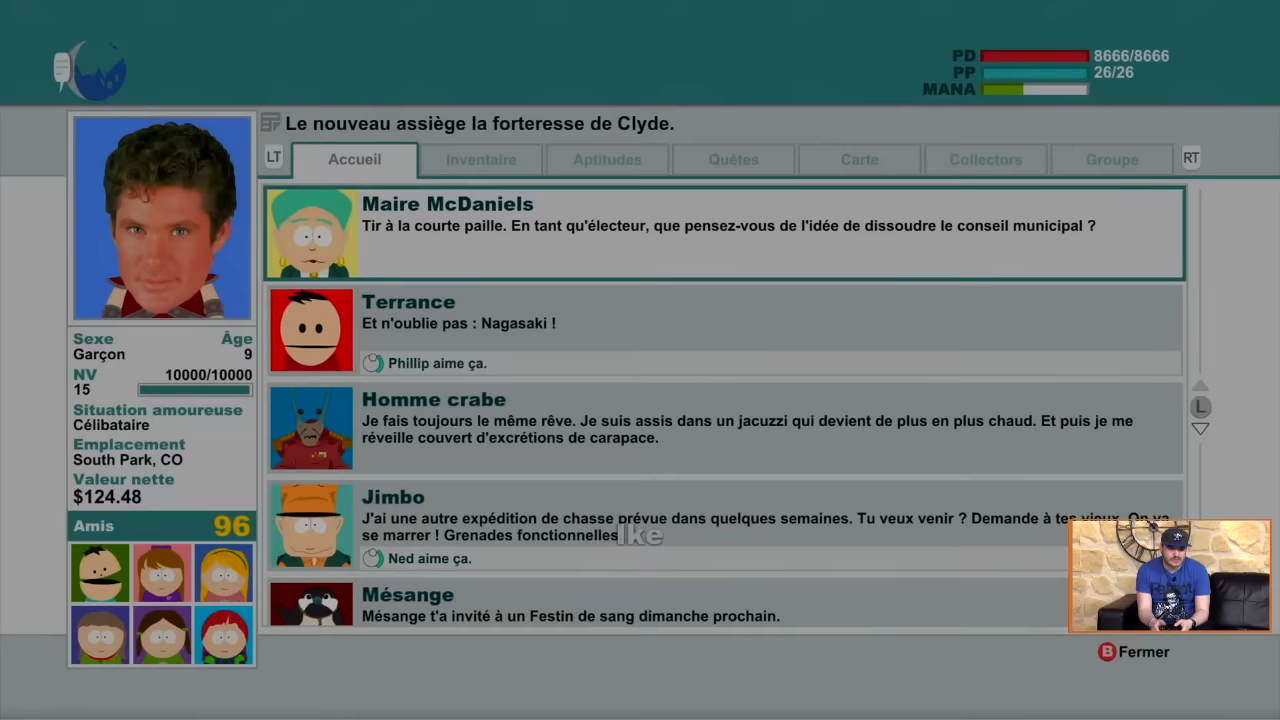 PD 8666/8666
PP 26/26
MANA
Le nouveau assiège la forteresse de Clyde.
LT Accueil Inventaire Aptitudes Quêtes Carte Collectors Groupe RT
Sexe Âge
Garçon 9
NV 10000/10000
15
Situation amoureuse
Célibataire
Emplacement
South Park, CO
Valeur nette
$124.48
Amis 96
Maire McDaniels
Tir à la courte paille. En tant qu'électeur, que pensez-vous de l'idée de dissoudre le conseil municipal ?
Terrance
Et n'oublie pas : Nagasaki !
Phillip aime ça.
Homme crabe
Je fais toujours le même rêve. Je suis assis dans un jacuzzi qui devient de plus en plus chaud. Et puis je me
réveille couvert d'excrétions de carapace.
Jimbo
J'ai une autre expédition de chasse prévue dans quelques semaines. Tu veux venir ? Demande à tes vieux. On va
se marrer ! Grenades fonctionnelles
Ike
Ned aime ça.
Mésange
Mésange t'a invité à un Festin de sang dimanche prochain.
L
B Fermer